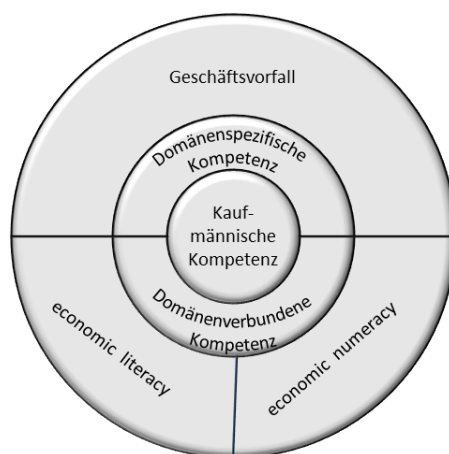 Geschäftsvorfall
Domänenspezifische
Kompetenz
Kauf-
männische
Kompetenz
Domänenverbundene
Kompetenz
economic literacy
economic numeracy